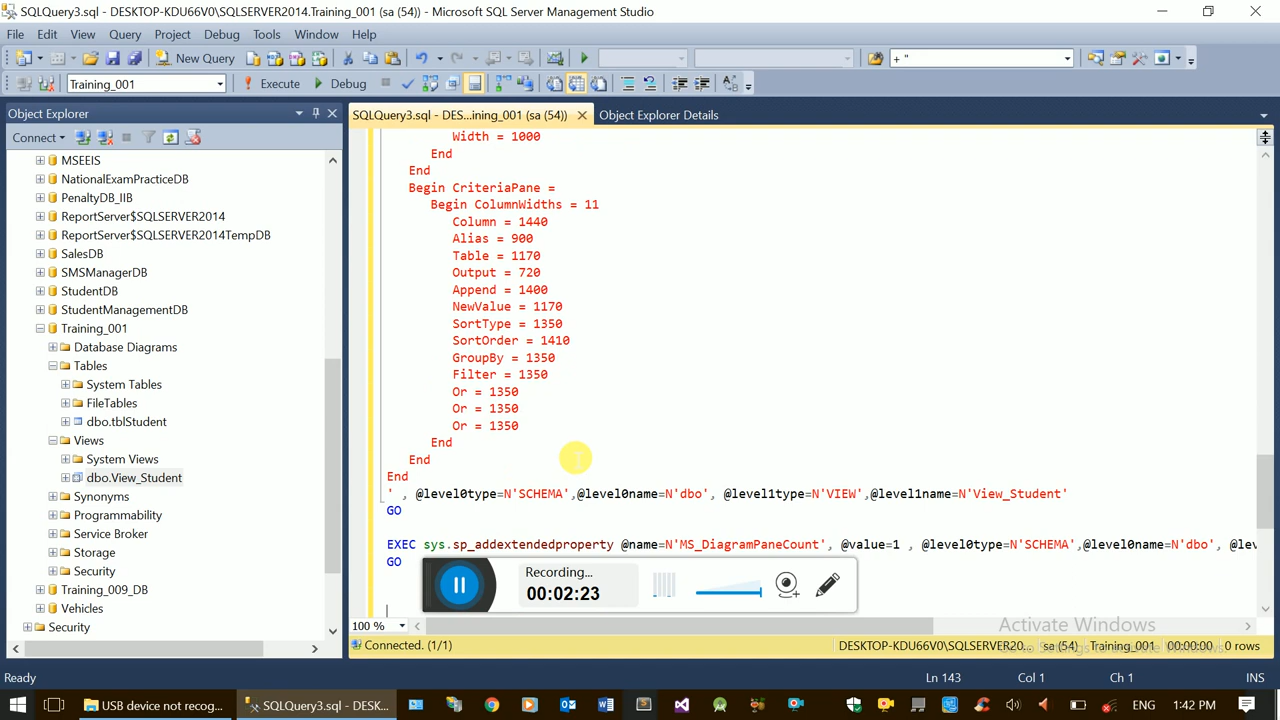 SQLQuery3.sql - DESKTOP-KDU66V0\SQLSERVER2014.Training_001 (sa (54)) - Microsoft SQL Server Management Studio
File Edit View Query Project Debug Tools Window Help
New Query + "
Training_001 Execute Debug
Object Explorer
SQLQuery3.sql - DES...ining_001 (sa (54)) Object Explorer Details
Connect
MSEEIS
NationalExamPracticeDB
PenaltyDB_IIB
ReportServer$SQLSERVER2014
ReportServer$SQLSERVER2014TempDB
SalesDB
SMSManagerDB
StudentDB
StudentManagementDB
Training_001
Database Diagrams
Tables
System Tables
FileTables
dbo.tblStudent
Views
System Views
dbo.View_Student
Synonyms
Programmability
Service Broker
Storage
Security
Training_009_DB
Vehicles
Security
Width = 1000
End
End
Begin CriteriaPane =
Begin ColumnWidths = 11
Column = 1440
Alias = 900
Table = 1170
Output = 720
Append = 1400
NewValue = 1170
SortType = 1350
SortOrder = 1410
GroupBy = 1350
Filter = 1350
Or = 1350
Or = 1350
Or = 1350
End
End
End
' , @level0type=N'SCHEMA',@level0name=N'dbo', @level1type=N'VIEW',@level1name=N'View_Student'
GO
EXEC sys.sp_addextendedproperty @name=N'MS_DiagramPaneCount', @value=1 , @level0type=N'SCHEMA',@level0name=N'dbo', @lev
GO
Recording...
00:02:23
100 %
Activate Windows
Connected. (1/1) DESKTOP-KDU66V0\SQLSERVER20... sa (54) Training_001 00:00:00 0 rows
Ready Ln 143 Col 1 Ch 1 INS
USB device not recog... SQLQuery3.sql - DESK... ENG 1:42 PM